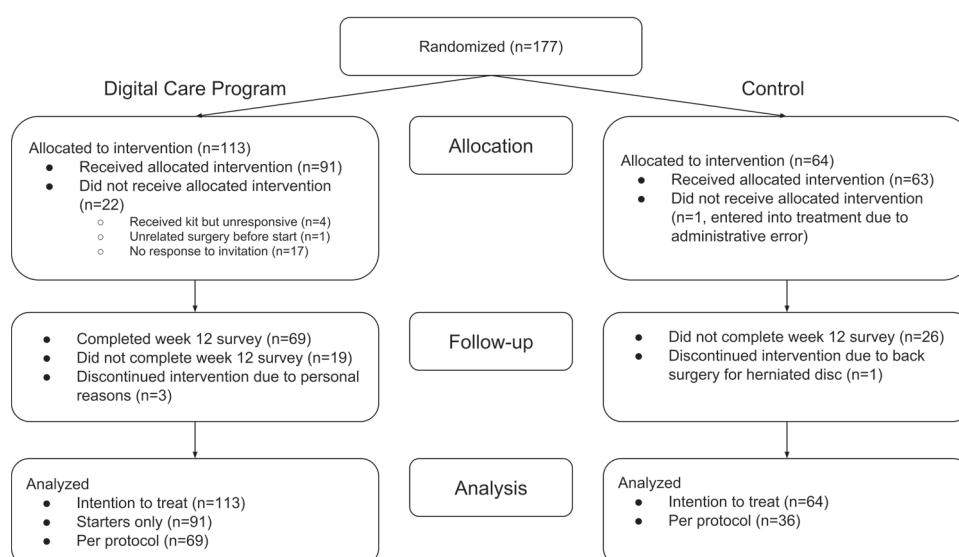 Randomized (n=177)
Digital Care Program
Control
Allocation
Allocated to intervention (n=113)
● Received allocated intervention (n=91)
● Did not receive allocated intervention
(n=22)
○ Received kit but unresponsive (n=4)
○ Unrelated surgery before start (n=1)
○ No response to invitation (n=17)
Allocated to intervention (n=64)
● Received allocated intervention (n=63)
● Did not receive allocated intervention
(n=1, entered into treatment due to
administrative error)
Follow-up
● Completed week 12 survey (n=69)
● Did not complete week 12 survey (n=19)
● Discontinued intervention due to personal
reasons (n=3)
● Did not complete week 12 survey (n=26)
● Discontinued intervention due to back
surgery for herniated disc (n=1)
Analysis
Analyzed
● Intention to treat (n=113)
● Starters only (n=91)
● Per protocol (n=69)
Analyzed
● Intention to treat (n=64)
● Per protocol (n=36)